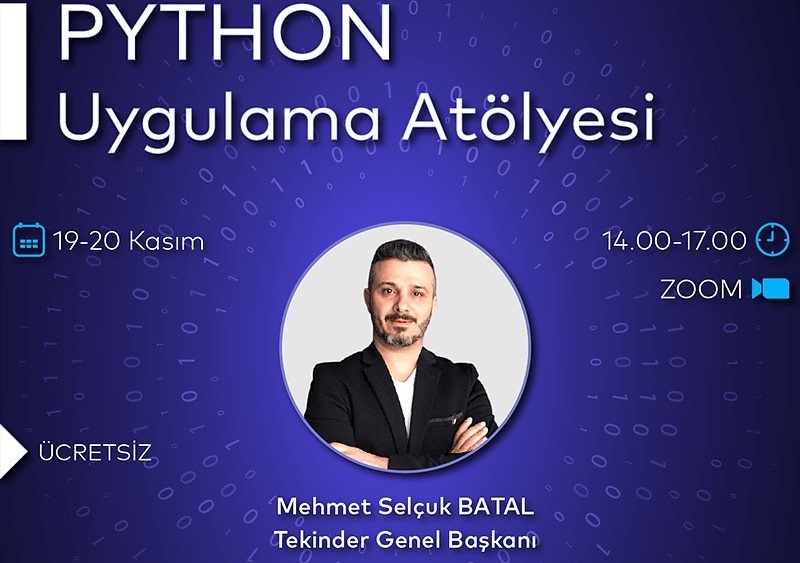 PYTHON
Uygulama Atölyesi
19-20 Kasım
14.00-17.00
ZOOM
ÜCRETSİZ
Mehmet Selçuk BATAL
Tekinder Genel Başkanı